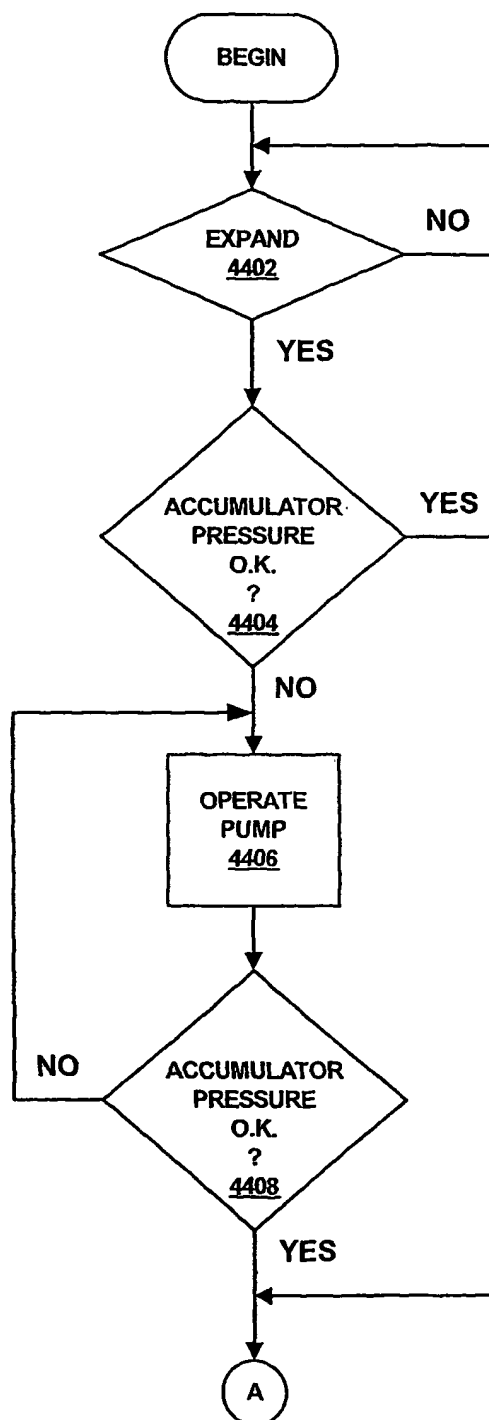 BEGIN
EXPAND
4402
NO
YES
ACCUMULATOR
PRESSURE
O.K.
?
4404
YES
NO
OPERATE
PUMP
4406
ACCUMULATOR
PRESSURE
O.K.
?
4408
NO
YES
A